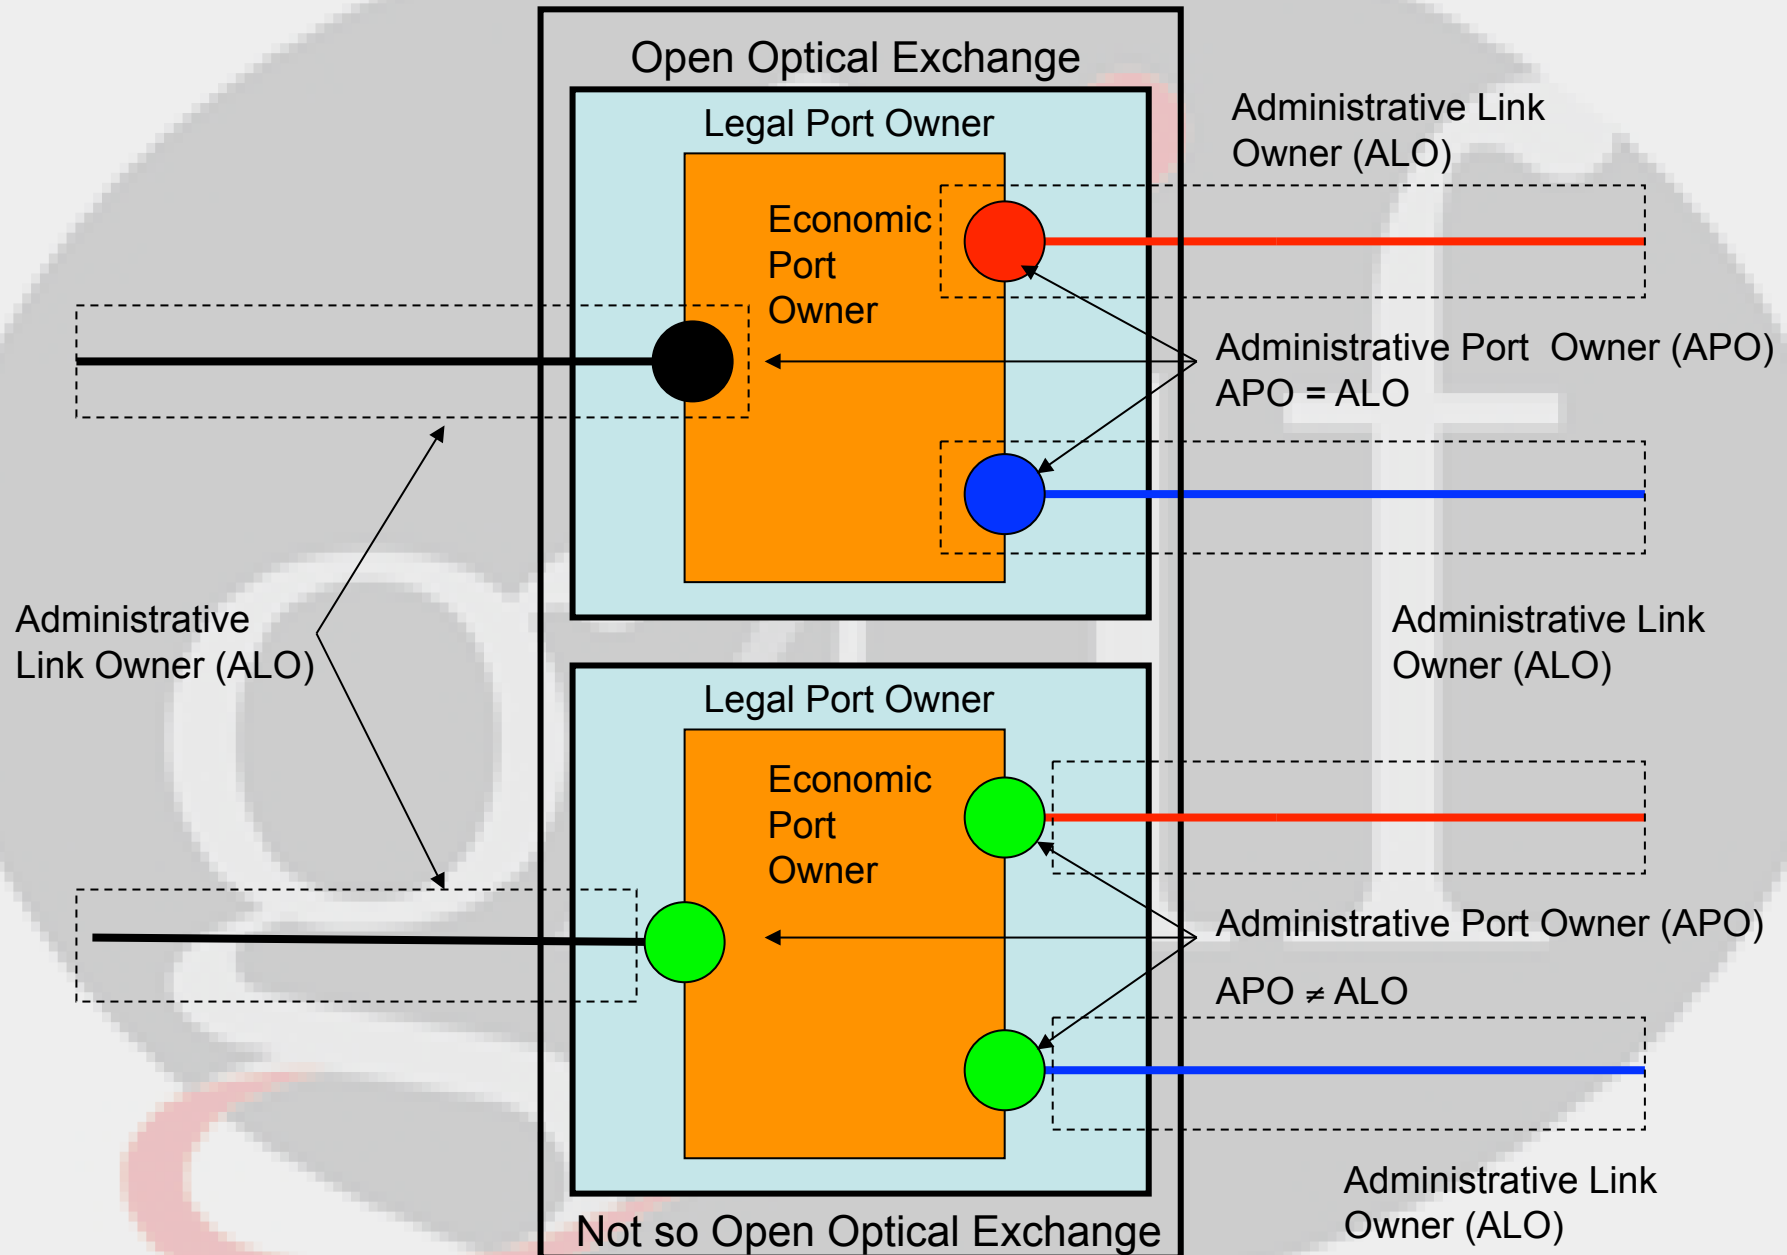 Open Optical Exchange
Legal Port Owner
Administrative Link
Owner (ALO)
Economic
Port
Owner
Administrative Port  Owner (APO)
APO = ALO
Administrative
Link Owner (ALO)
Administrative Link
Owner (ALO)
Legal Port Owner
Economic
Port
Owner
Administrative Port Owner (APO)
APO ≠ ALO
Administrative Link
Owner (ALO)
Not so Open Optical Exchange